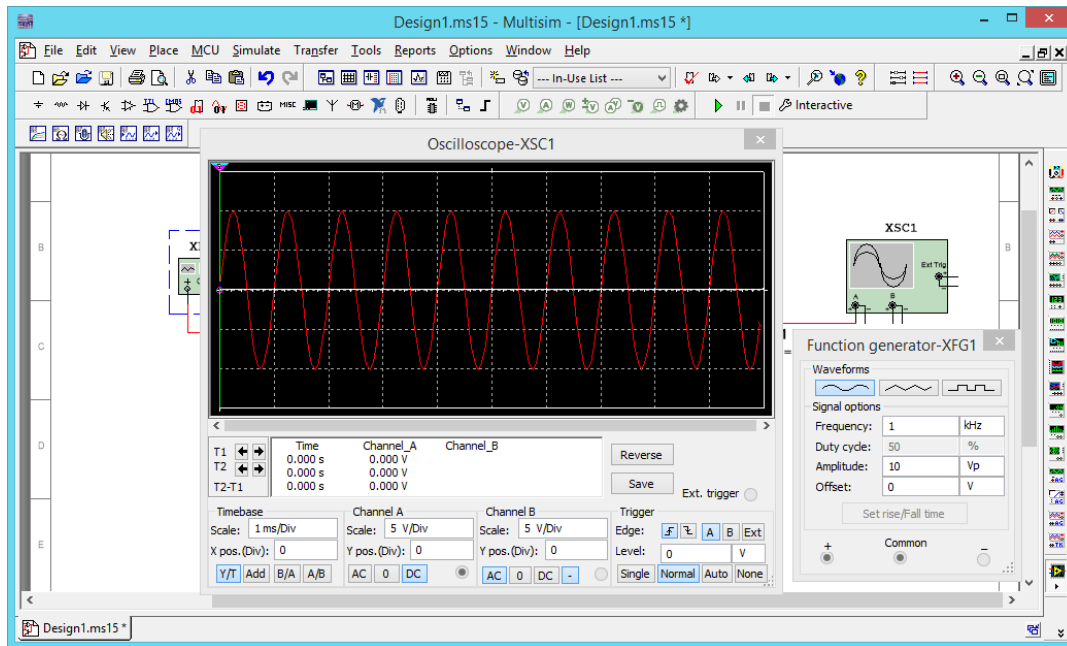 Design1.ms15 - Multisim - [Design1.ms15 *]
File Edit View Place MCU Simulate Transfer Tools Reports Options Window Help
--- In-Use List ---
MISC
Interactive
Oscilloscope-XSC1
B
C
D
E
XSC1
Ext Trig
A B
B
T1
T2
T2-T1
Time Channel_A Channel_B
0.000 s 0.000 V
0.000 s 0.000 V
0.000 s 0.000 V
Reverse
Save
Ext. trigger
Timebase
Scale: 1 ms/Div
X pos.(Div): 0
Y/T Add B/A A/B
Channel A
Scale: 5 V/Div
Y pos.(Div): 0
AC 0 DC
Channel B
Scale: 5 V/Div
Y pos.(Div): 0
AC 0 DC -
Trigger
Edge: A B Ext
Level: 0 V
Single Normal Auto None
Function generator-XFG1
Waveforms
Signal options
Frequency: 1 kHz
Duty cycle: 50 %
Amplitude: 10 Vp
Offset: 0 V
Set rise/Fall time
+ Common -
Design1.ms15 *